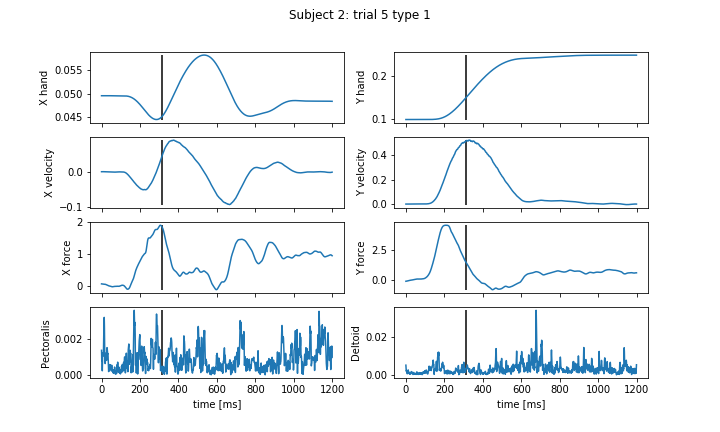 Subject 2: trial 5 type 1
X hand
0.055
0.050
0.045
Y hand
0.2
0.1
X velocity
0.0
−0.1
Y velocity
0.4
0.2
0.0
X force
2
1
0
Y force
2.5
0.0
Pectoralis
0.002
0.000
0 200 400 600 800 1000 1200
time [ms]
Deltoid
0.02
0.00
0 200 400 600 800 1000 1200
time [ms]